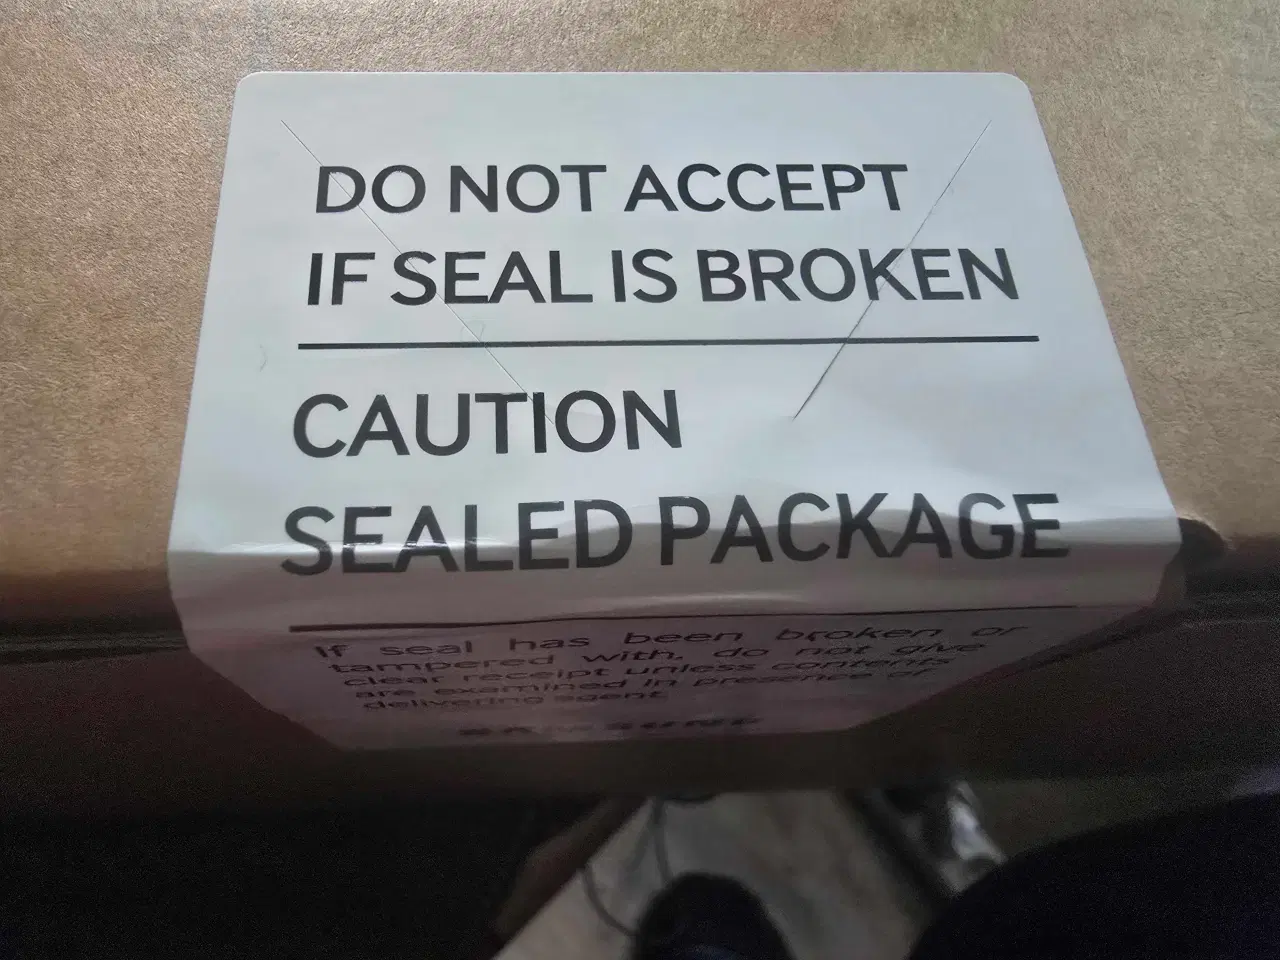 DO NOT ACCEPT
IF SEAL IS BROKEN
CAUTION
SEALED PACKAGE
If seal has been broken or
tampered with, do not give
clear receipt unless contents
are examined in presence of
delivering agent
SAMSUNG